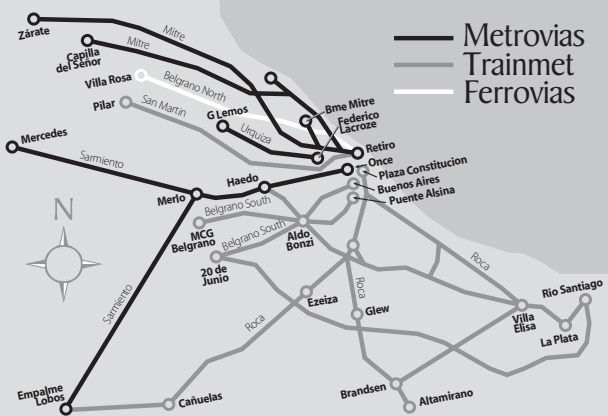 Metrovias
Trainmet
Ferrovias
Zárate
Mitre
Capilla
del Señor
Mitre
Villa Rosa
Belgrano North
Pilar
San Martin
G Lemos
Urquiza
Bme Mitre
Federico
Lacroze
Retiro
Once
Plaza Constitucion
Buenos Aires
Puente Alsina
Mercedes
Sarmiento
Merlo
Haedo
Belgrano South
MCG
Belgrano
Belgrano South
Aldo
Bonzi
20 de
Junio
N
Sarmiento
Roca
Ezeiza
Roca
Glew
Roca
Rio Santiago
Villa
Elisa
La Plata
Brandsen
Altamirano
Empalme
Lobos
Cañuelas